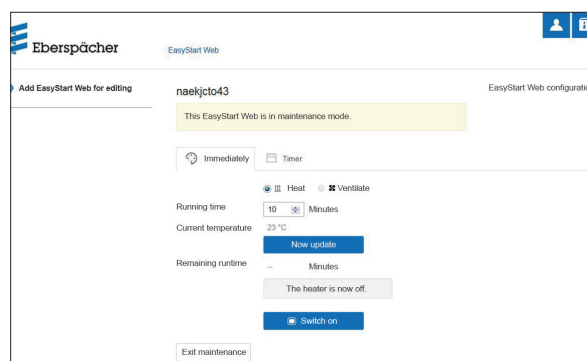 Eberspächer
EasyStart Web
Add EasyStart Web for editing
naekjcto43
EasyStart Web configuratio
This EasyStart Web is in maintenance mode.
Immediately Timer
Heat Ventilate
Running time 10 Minutes
Current temperature 23 °C
Now update
Remaining runtime -- Minutes
The heater is now off.
Switch on
Exit maintenance